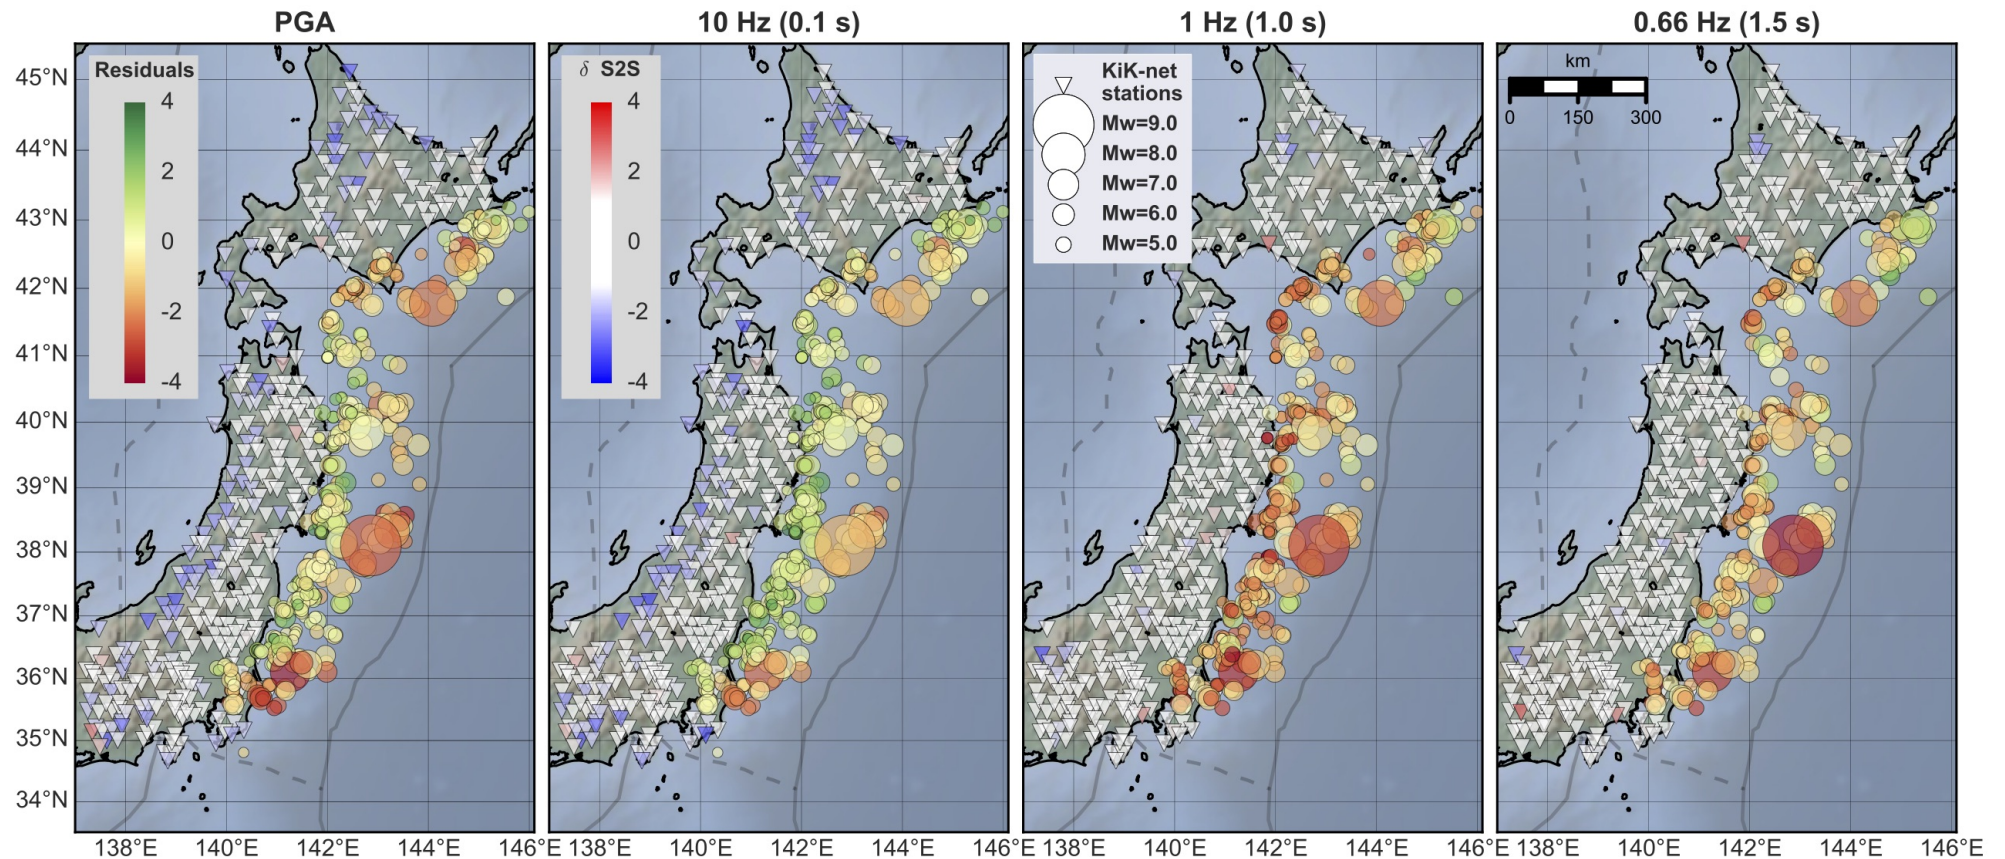 PGA
10 Hz (0.1 s)
1 Hz (1.0 s)
0.66 Hz (1.5 s)
45°N
44°N
43°N
42°N
41°N
40°N
39°N
38°N
37°N
36°N
35°N
34°N
Residuals
4
2
0
-2
-4
δ S2S
4
2
0
-2
-4
KiK-net
stations
Mw=9.0
Mw=8.0
Mw=7.0
Mw=6.0
Mw=5.0
km
0 150 300
138°E 140°E 142°E 144°E 146°E
138°E 140°E 142°E 144°E 146°E
138°E 140°E 142°E 144°E 146°E
138°E 140°E 142°E 144°E 146°E